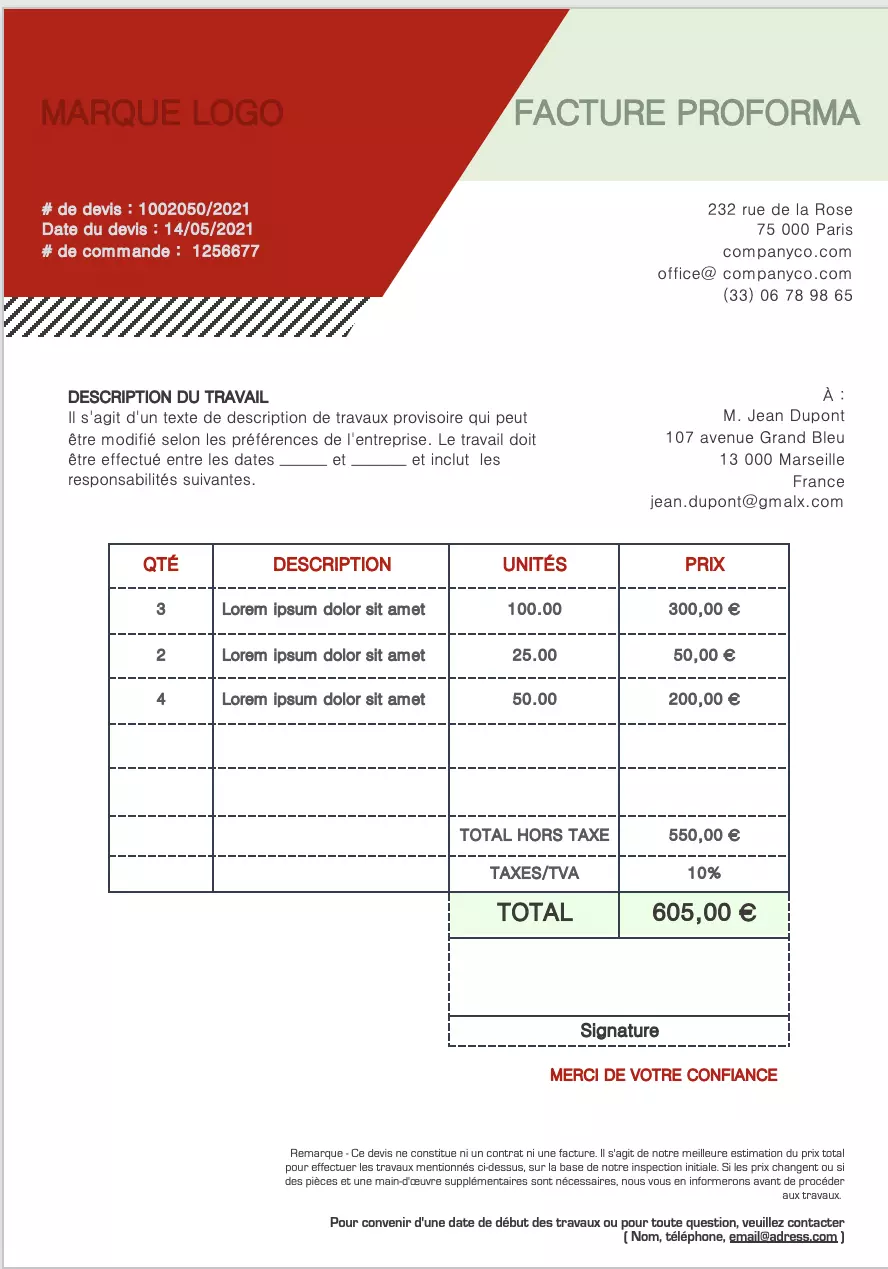 MARQUE LOGO
FACTURE PROFORMA
# de devis : 1002050/2021
Date du devis : 14/05/2021
# de commande :  1256677
232 rue de la Rose
75 000 Paris
companyco.com
office@ companyco.com
(33) 06 78 98 65
DESCRIPTION DU TRAVAIL
Il s'agit d'un texte de description de travaux provisoire qui peut
être modifié selon les préférences de l'entreprise. Le travail doit
être effectué entre les dates ______ et _______ et inclut  les
responsabilités suivantes.
À :
M. Jean Dupont
107 avenue Grand Bleu
13 000 Marseille
France
jean.dupont@gmalx.com
QTÉ DESCRIPTION UNITÉS PRIX
3 Lorem ipsum dolor sit amet 100.00 300,00 €
2 Lorem ipsum dolor sit amet 25.00 50,00 €
4 Lorem ipsum dolor sit amet 50.00 200,00 €
TOTAL HORS TAXE 550,00 €
TAXES/TVA 10%
TOTAL 605,00 €
Signature
MERCI DE VOTRE CONFIANCE
Remarque - Ce devis ne constitue ni un contrat ni une facture. Il s'agit de notre meilleure estimation du prix total
pour effectuer les travaux mentionnés ci-dessus, sur la base de notre inspection initiale. Si les prix changent ou si
des pièces et une main-d'œuvre supplémentaires sont nécessaires, nous vous en informerons avant de procéder
aux travaux.
Pour convenir d'une date de début des travaux ou pour toute question, veuillez contacter
( Nom, téléphone, email@adress.com )